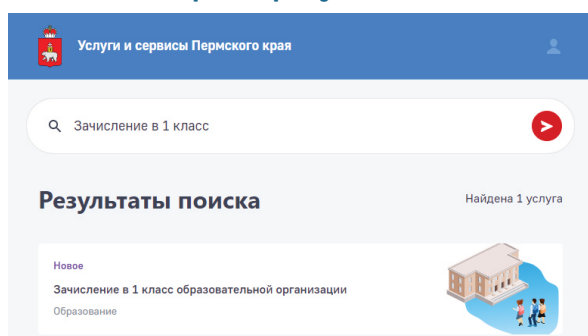 Услуги и сервисы Пермского края
Зачисление в 1 класс
Результаты поиска
Найдена 1 услуга
Новое
Зачисление в 1 класс образовательной организации
Образование